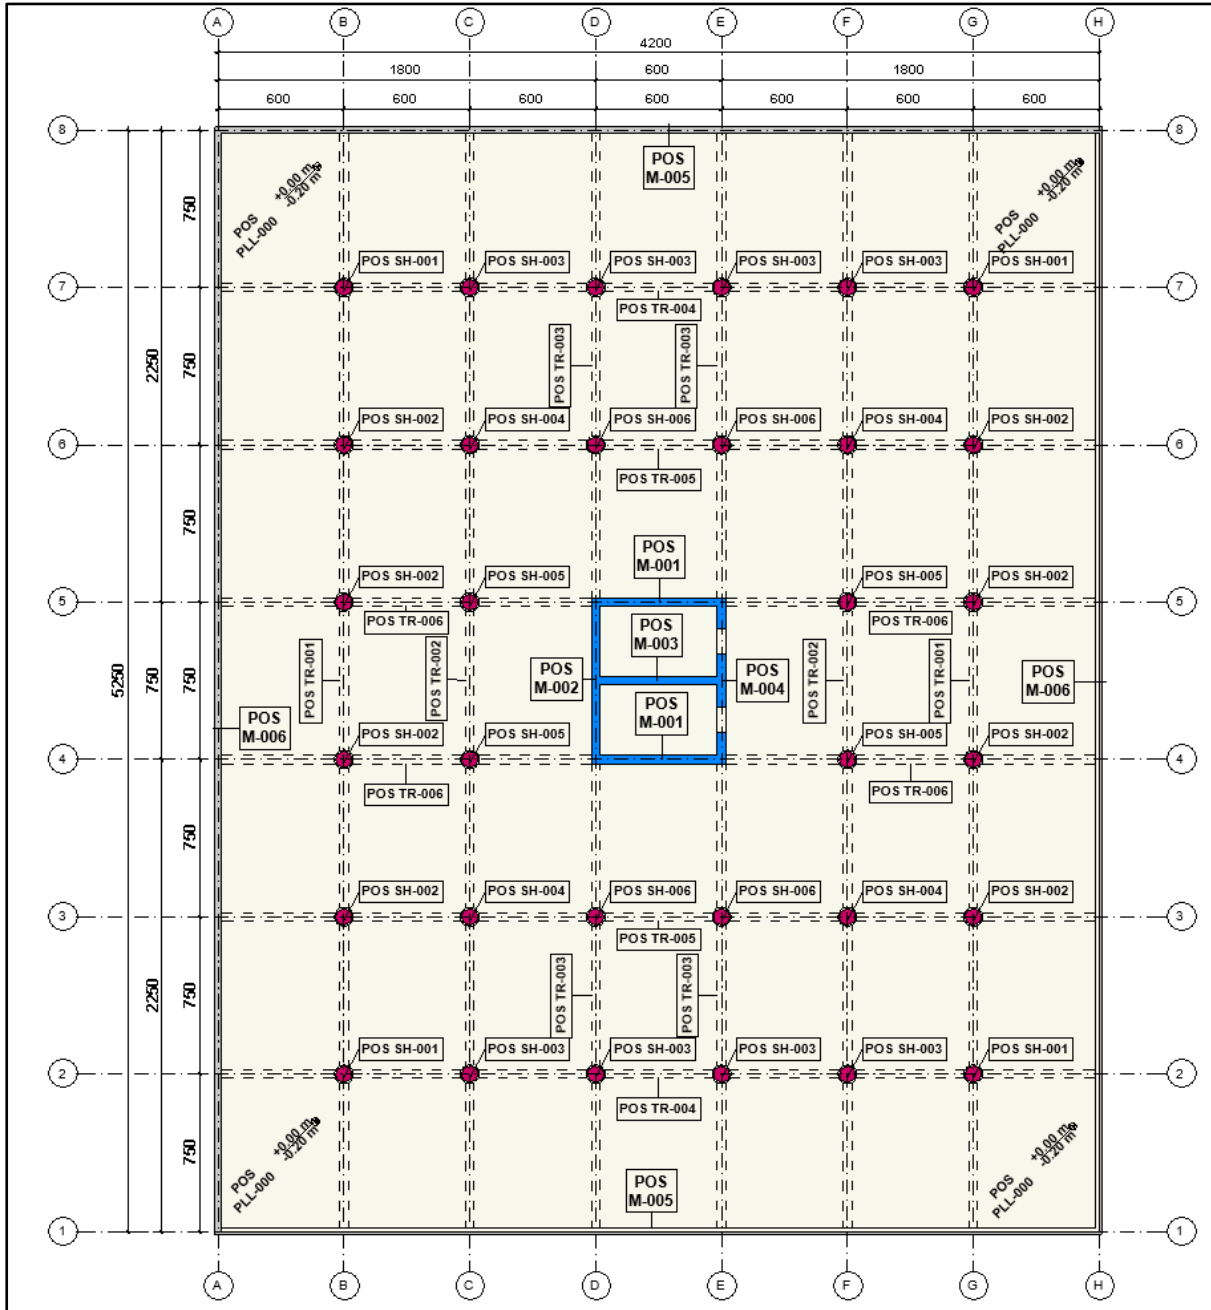 A B C D E F G H
4200
1800 600 1800
600 600 600 600 600 600 600
8 8
POS
M-005
POS
PLL-000
+0.00 m
-0.20 m
POS
PLL-000
+0.00 m
-0.20 m
750
POS SH-001 POS SH-003 POS SH-003 POS SH-003 POS SH-003 POS SH-001
7 7
POS TR-004
2250
750
POS TR-003 POS TR-003
POS SH-002 POS SH-004 POS SH-006 POS SH-006 POS SH-004 POS SH-002
6 6
POS TR-005
750
POS
M-001
POS SH-002 POS SH-005 POS SH-005 POS SH-002
5 5
POS TR-006 POS TR-006
POS
M-003
5250
750
750
POS TR-001 POS TR-002
POS
M-002
POS
M-004
POS TR-002 POS TR-001
POS
M-006
POS
M-006
POS
M-001
POS SH-002 POS SH-005 POS SH-005 POS SH-002
4 4
POS TR-006 POS TR-006
750
POS SH-002 POS SH-004 POS SH-006 POS SH-006 POS SH-004 POS SH-002
3 3
POS TR-005
2250
750
POS TR-003 POS TR-003
POS SH-001 POS SH-003 POS SH-003 POS SH-003 POS SH-003 POS SH-001
2 2
POS TR-004
750
POS
PLL-000
+0.00 m
-0.20 m
POS
M-005
POS
PLL-000
+0.00 m
-0.20 m
1 1
A B C D E F G H